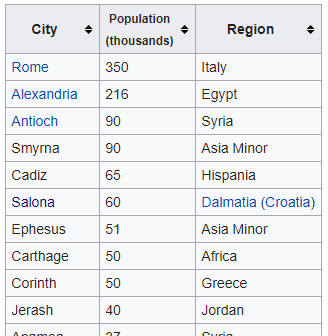 City Population (thousands) Region
Rome 350 Italy
Alexandria 216 Egypt
Antioch 90 Syria
Smyrna 90 Asia Minor
Cadiz 65 Hispania
Salona 60 Dalmatia (Croatia)
Ephesus 51 Asia Minor
Carthage 50 Africa
Corinth 50 Greece
Jerash 40 Jordan
Apamea 37 Syria